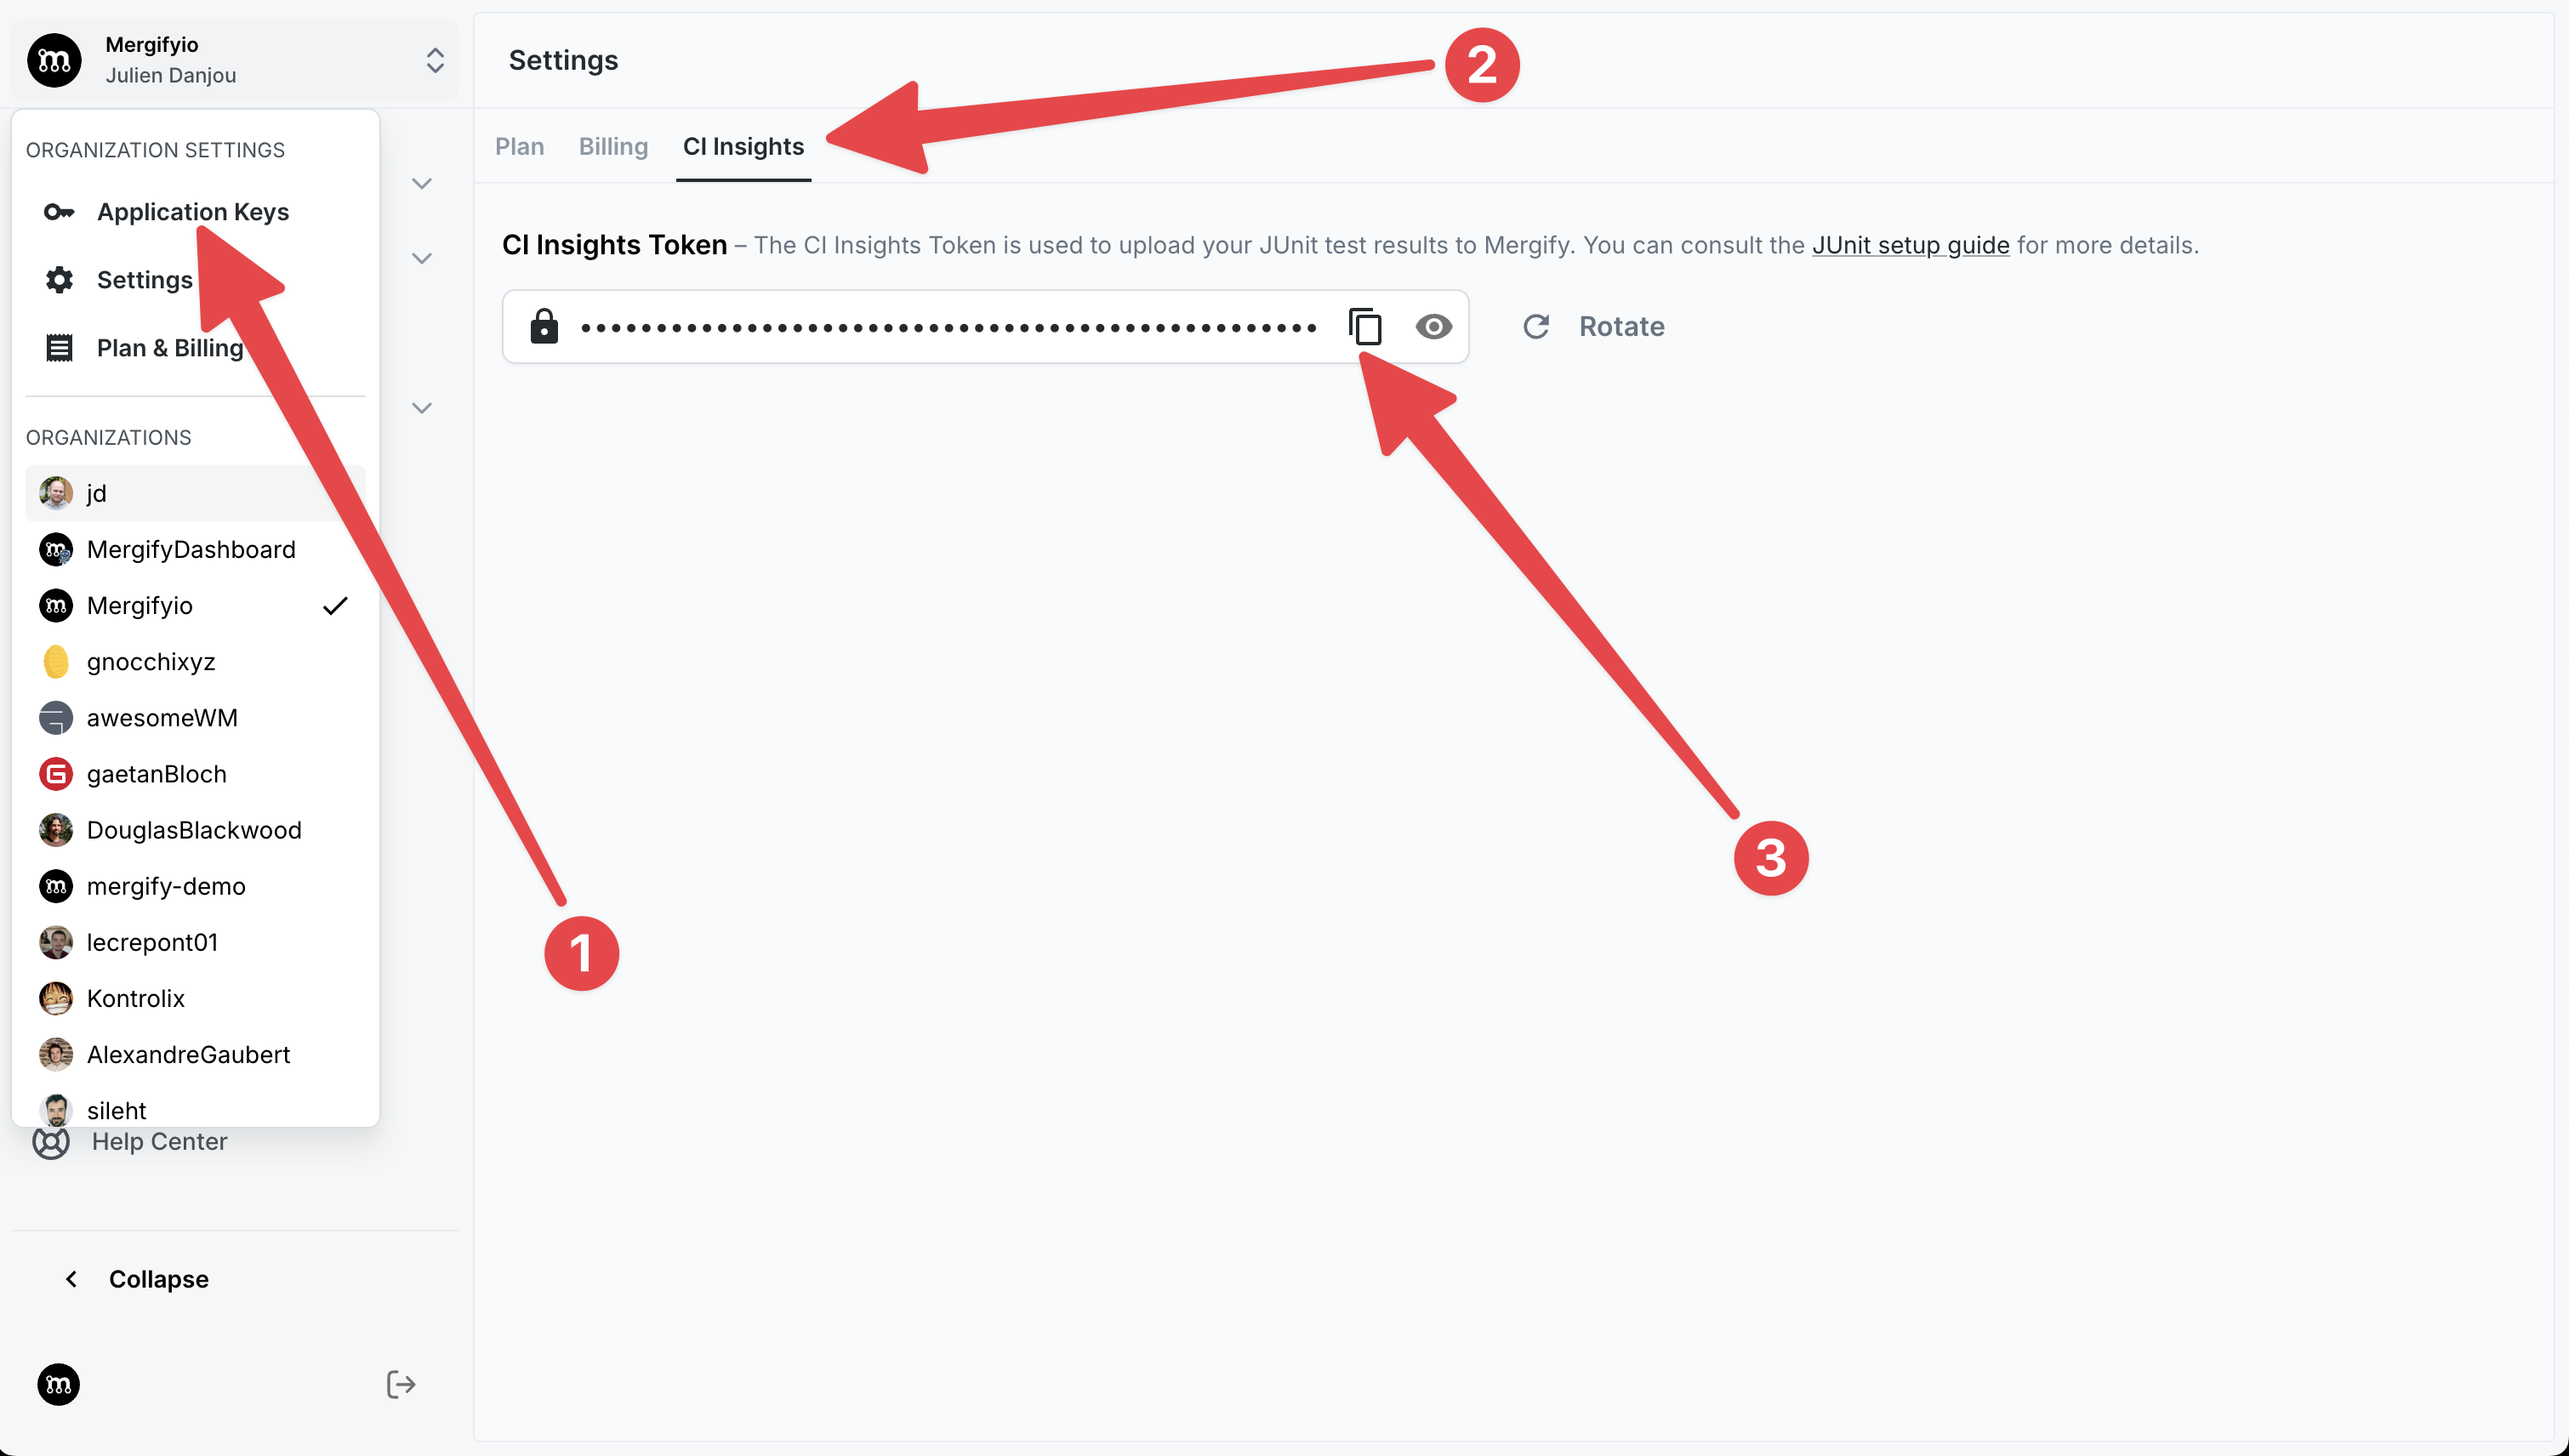 Mergifyio
Julien Danjou
ORGANIZATION SETTINGS
Application Keys
Settings
Plan & Billing
ORGANIZATIONS
jd
MergifyDashboard
Mergifyio
gnocchixyz
awesomeWM
gaetanBloch
DouglasBlackwood
mergify-demo
lecrepont01
Kontrolix
AlexandreGaubert
sileht
Help Center
Collapse
Settings
Plan Billing CI Insights
CI Insights Token – The CI Insights Token is used to upload your JUnit test results to Mergify. You can consult the JUnit setup guide for more details.
Rotate
1
2
3